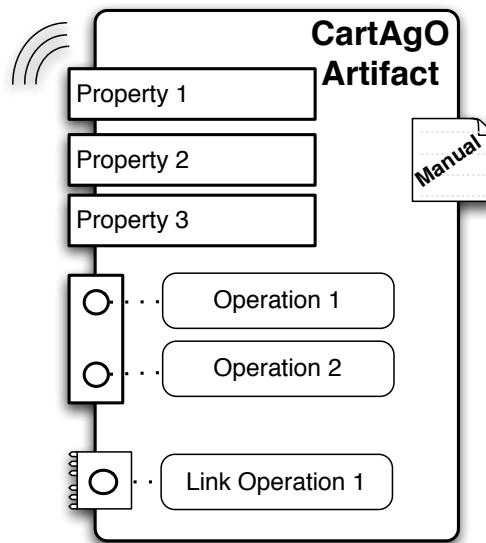 CartAgO
Artifact
Property 1
Manual
Property 2
Property 3
Operation 1
Operation 2
Link Operation 1